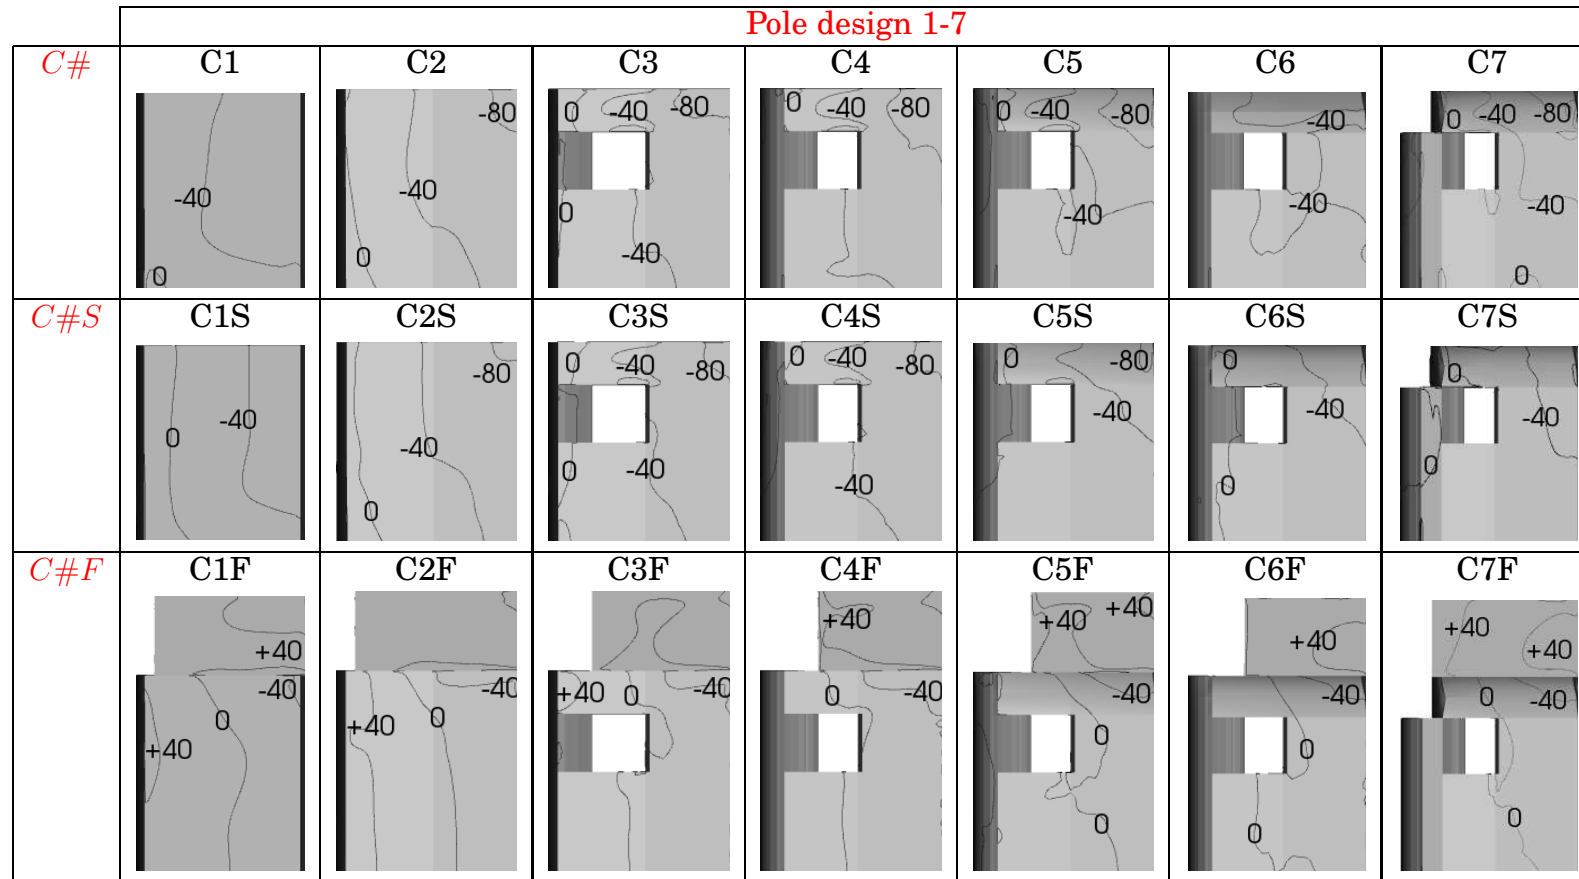 Pole design 1-7
C# C1 C2 C3 C4 C5 C6 C7
-40 0
-80 -40 0
0 -40 -80 0 -40
0 -40 -80
0 -40 -80 -40
-40 -40
0 -40 -80 -40 0
C#S C1S C2S C3S C4S C5S C6S C7S
0 -40
-80 -40 0
0 -40 -80 0 -40
0 -40 -80 -40
0 -80 -40
0 -40 0
0 -40 0
C#F C1F C2F C3F C4F C5F C6F C7F
+40 -40 0 +40
-40 +40 0
+40 0 -40
+40 0 -40
+40 +40 -40 0 0
+40 -40 0 0
+40 +40 0 -40 0